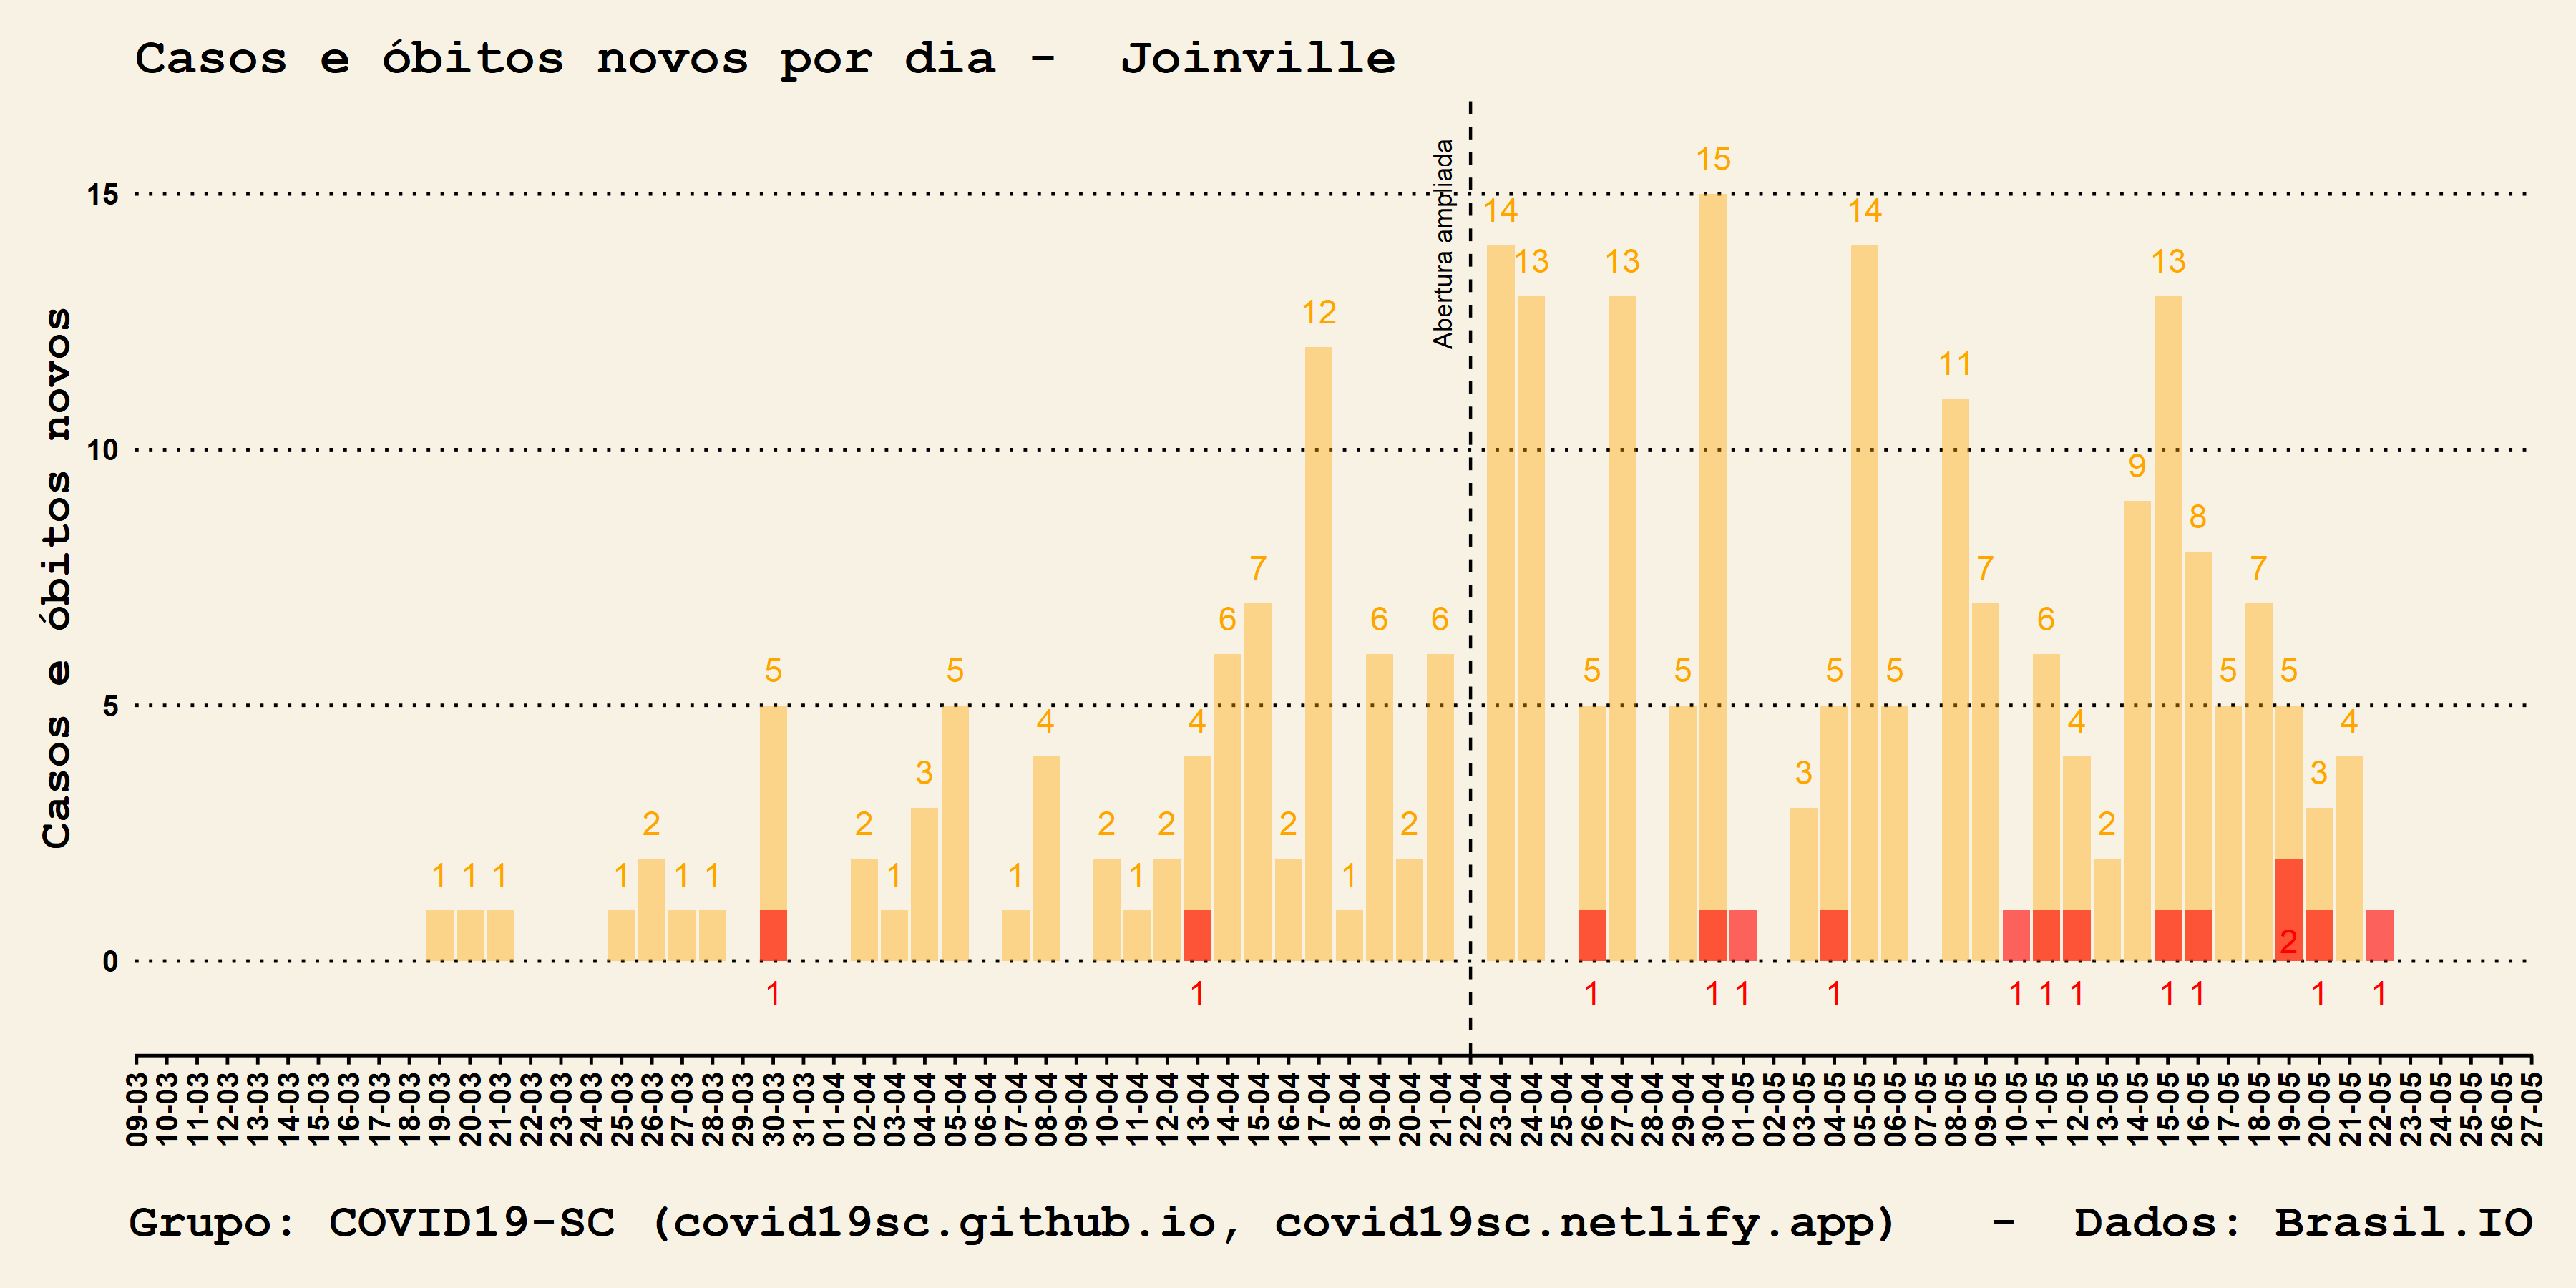 Casos e óbitos novos por dia -  Joinville
Casos e óbitos novos
Abertura ampliada
15
10
5
0
1 1 1 1 2 1 1 5 2 1 3 5 1 4 2 1 2 4 6 7 2 12 1 6 2 6 14 13 5 13 5 15 3 5 14 5 11 7 6 4 2 9 13 8 5 7 5 3 4
1 1 1 1 1 1 1 1 1 1 1 2 1 1
09-03 10-03 11-03 12-03 13-03 14-03 15-03 16-03 17-03 18-03 19-03 20-03 21-03 22-03 23-03 24-03 25-03 26-03 27-03 28-03 29-03 30-03 31-03 01-04 02-04 03-04 04-04 05-04 06-04 07-04 08-04 09-04 10-04 11-04 12-04 13-04 14-04 15-04 16-04 17-04 18-04 19-04 20-04 21-04 22-04 23-04 24-04 25-04 26-04 27-04 28-04 29-04 30-04 01-05 02-05 03-05 04-05 05-05 06-05 07-05 08-05 09-05 10-05 11-05 12-05 13-05 14-05 15-05 16-05 17-05 18-05 19-05 20-05 21-05 22-05 23-05 24-05 25-05 26-05 27-05
Grupo: COVID19-SC (covid19sc.github.io, covid19sc.netlify.app)   -  Dados: Brasil.IO